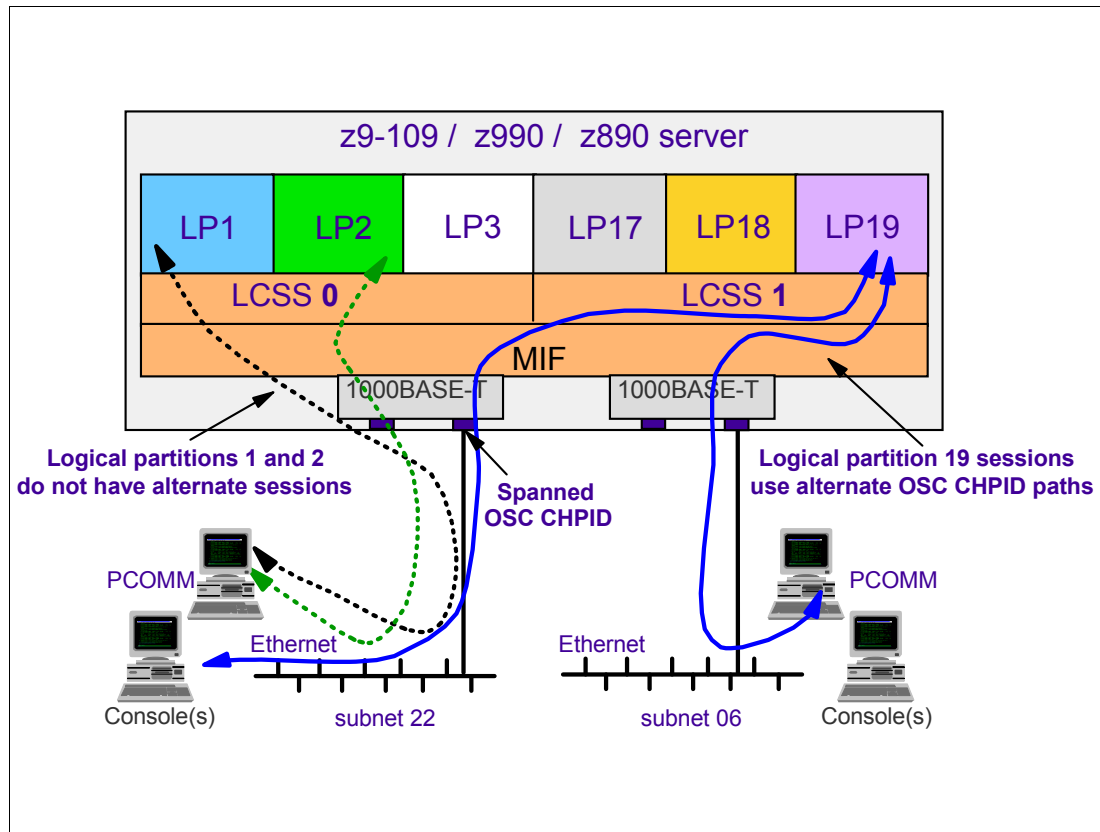 z9-109 / z990 / z890 server
LP1
LP2
LP3
LP17
LP18
LP19
LCSS 0
LCSS 1
MIF
1000BASE-T
1000BASE-T
Logical partitions 1 and 2
do not have alternate sessions
Spanned
OSC CHPID
Logical partition 19 sessions
use alternate OSC CHPID paths
PCOMM
PCOMM
Ethernet
Ethernet
Console(s)
subnet 22
subnet 06
Console(s)